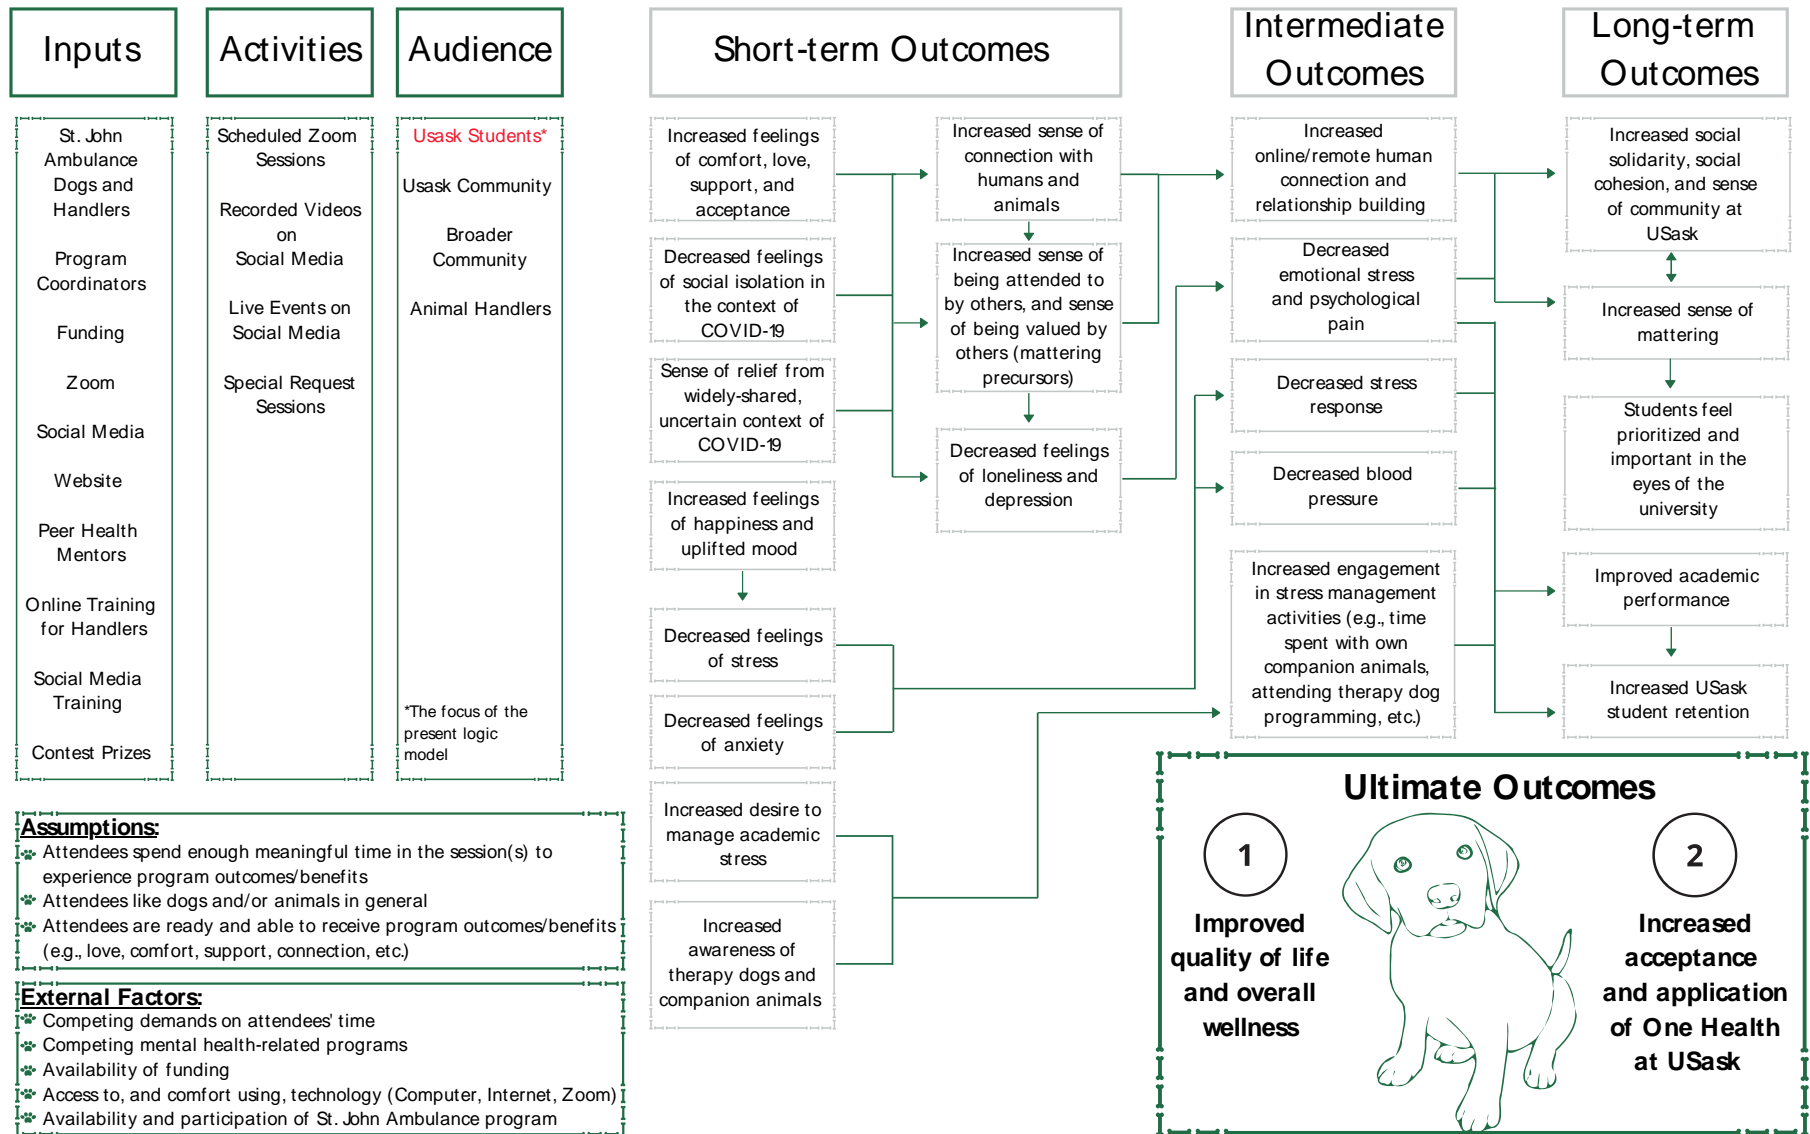 Inputs
Activities
Audience
Short-term Outcomes
Intermediate
Outcomes
Long-term
Outcomes
St. John
Ambulance
Dogs and
Handlers
Program
Coordinators
Funding
Zoom
Social Media
Website
Peer Health
Mentors
Online Training
for Handlers
Social Media
Training
Contest Prizes
Scheduled Zoom
Sessions
Recorded Videos
on
Social Media
Live Events on
Social Media
Special Request
Sessions
Usask Students*
Usask Community
Broader
Community
Animal Handlers
*The focus of the
present logic
model
Increased feelings
of comfort, love,
support, and
acceptance
Decreased feelings
of social isolation in
the context of
COVID-19
Sense of relief from
widely-shared,
uncertain context of
COVID-19
Increased feelings
of happiness and
uplifted mood
Decreased feelings
of stress
Decreased feelings
of anxiety
Increased desire to
manage academic
stress
Increased
awareness of
therapy dogs and
companion animals
Increased sense of
connection with
humans and
animals
Increased sense of
being attended to
by others, and sense
of being valued by
others (mattering
precursors)
Decreased feelings
of loneliness and
depression
Increased
online/remote human
connection and
relationship building
Decreased
emotional stress
and psychological
pain
Decreased stress
response
Decreased blood
pressure
Increased engagement
in stress management
activities (e.g., time
spent with own
companion animals,
attending therapy dog
programming, etc.)
Increased social
solidarity, social
cohesion, and sense
of community at
USask
Increased sense of
mattering
Students feel
prioritized and
important in the
eyes of the
university
Improved academic
performance
Increased USask
student retention
Assumptions:
Attendees spend enough meaningful time in the session(s) to
experience program outcomes/benefits
Attendees like dogs and/or animals in general
Attendees are ready and able to receive program outcomes/benefits
(e.g., love, comfort, support, connection, etc.)
External Factors:
Competing demands on attendees' time
Competing mental health-related programs
Availability of funding
Access to, and comfort using, technology (Computer, Internet, Zoom)
Availability and participation of St. John Ambulance program
Ultimate Outcomes
1
Improved
quality of life
and overall
wellness
2
Increased
acceptance
and application
of One Health
at USask